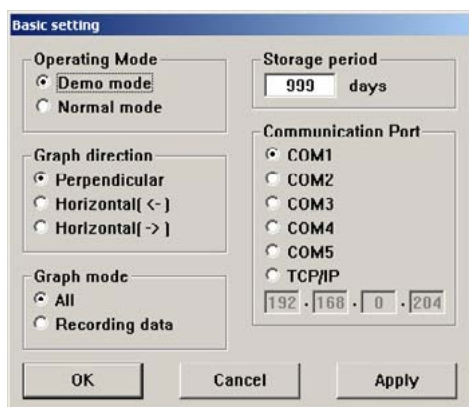 Basic setting
Operating Mode
Demo mode
Normal mode
Graph direction
Perpendicular
Horizontal( <- )
Horizontal( -> )
Graph mode
All
Recording data
Storage period
999 days
Communication Port
COM1
COM2
COM3
COM4
COM5
TCP/IP
192 . 168 . 0 . 204
OK Cancel Apply